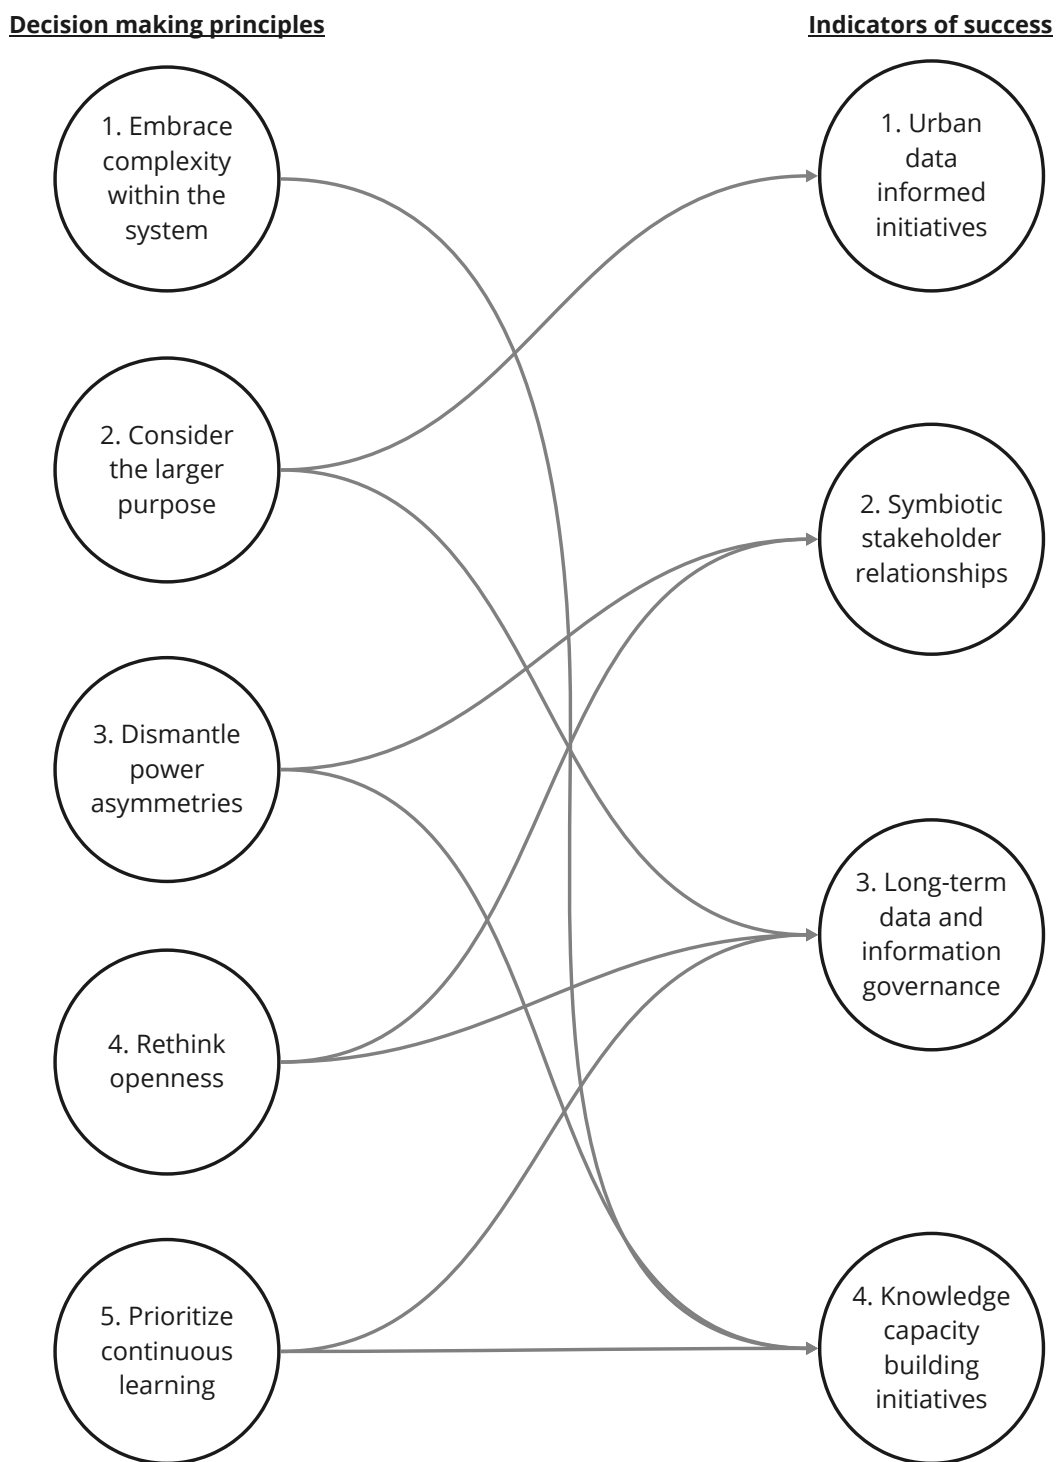 Decision making principles
Indicators of success
1. Embrace
complexity
within the
system
2. Consider
the larger
purpose
3. Dismantle
power
asymmetries
4. Rethink
openness
5. Prioritize
continuous
learning
1. Urban
data
informed
initiatives
2. Symbiotic
stakeholder
relationships
3. Long-term
data and
information
governance
4. Knowledge
capacity
building
initiatives